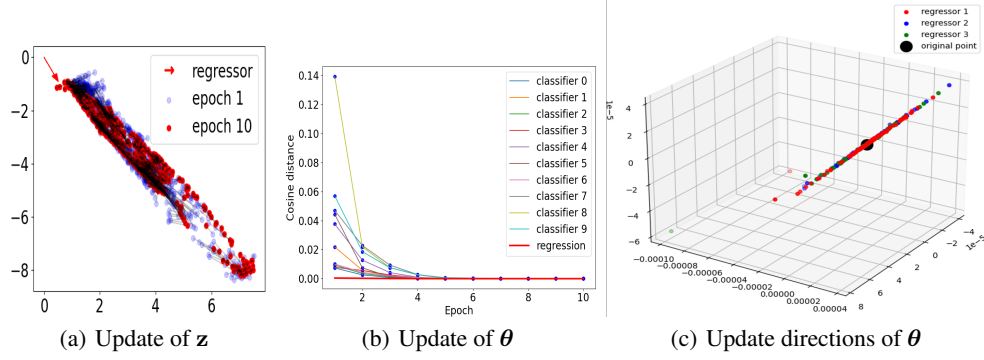 0
−2
−4
−6
−8
0
2
4
6
regressor
epoch 1
epoch 10
(a) Update of z
Cosine distance
0.14
0.12
0.10
0.08
0.06
0.04
0.02
0.00
2
4
6
8
10
Epoch
classifier 0
classifier 1
classifier 2
classifier 3
classifier 4
classifier 5
classifier 6
classifier 7
classifier 8
classifier 9
regression
(b) Update of θ
regressor 1
regressor 2
regressor 3
original point
1e−5
4
2
0
−2
−4
−6
−0.00010
−0.00008
−0.00006
−0.00004
−0.00002
0.00000
0.00002
0.00004
−4
−2
0
2
4
6
8
1e−5
(c) Update directions of θ